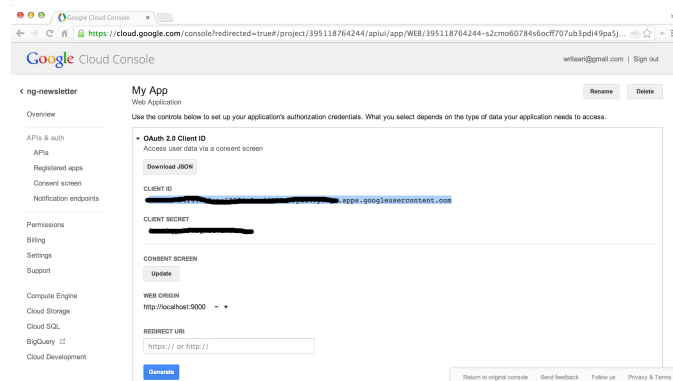 Google Cloud Console
https://cloud.google.com/console?redirected=true#/project/395118764244/apiui/app/WEB/395118764244-s2cmo60784s6ocff707ub3pdi49pa5j...
Google Cloud Console
writeari@gmail.com | Sign out
ng-newsletter
My App
Rename
Delete
Web Application
Use the controls below to set up your application's authorization credentials. What you select depends on the type of data your application needs to access.
Overview
APIs & auth
APIs
Registered apps
Consent screen
Notification endpoints
Permissions
Billing
Settings
Support
Compute Engine
Cloud Storage
Cloud SQL
BigQuery
Cloud Development
OAuth 2.0 Client ID
Access user data via a consent screen
Download JSON
CLIENT ID
.apps.googleusercontent.com
CLIENT SECRET
CONSENT SCREEN
Update
WEB ORIGIN
http://localhost:9000 - +
REDIRECT URI
https:// or http://
Generate
Return to original console Send feedback Follow us Privacy & Terms